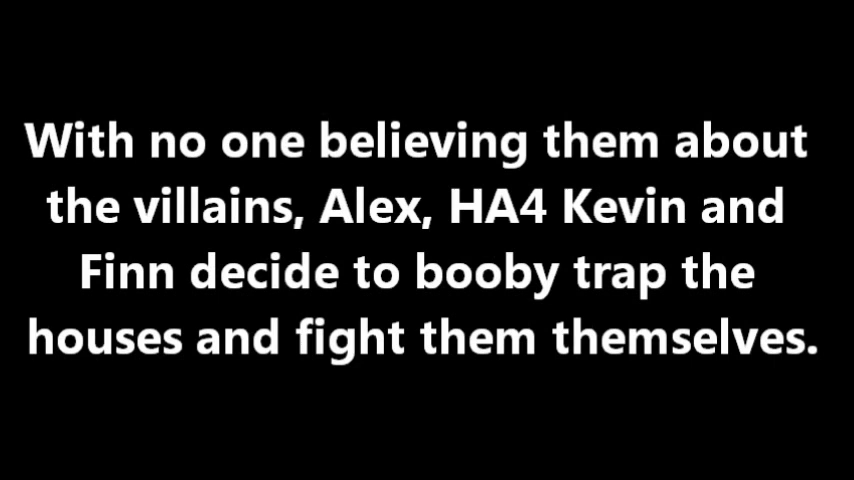 With no one believing them about
the villains, Alex, HA4 Kevin and
Finn decide to booby trap the
houses and fight them themselves.